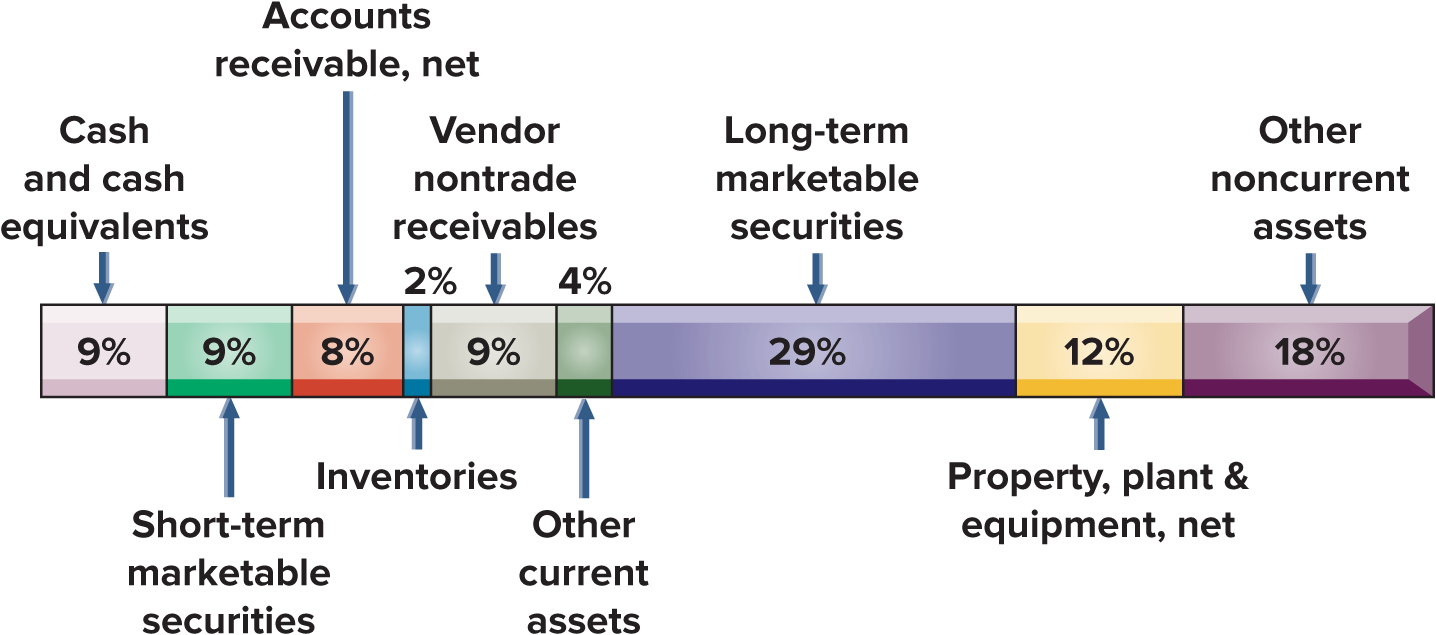 Accounts
receivable, net
Cash
and cash
equivalents
Vendor
nontrade
receivables
Long-term
marketable
securities
Other
noncurrent
assets
2%
4%
9%
9%
8%
9%
29%
12%
18%
Inventories
Property, plant &
equipment, net
Short-term
marketable
securities
Other
current
assets